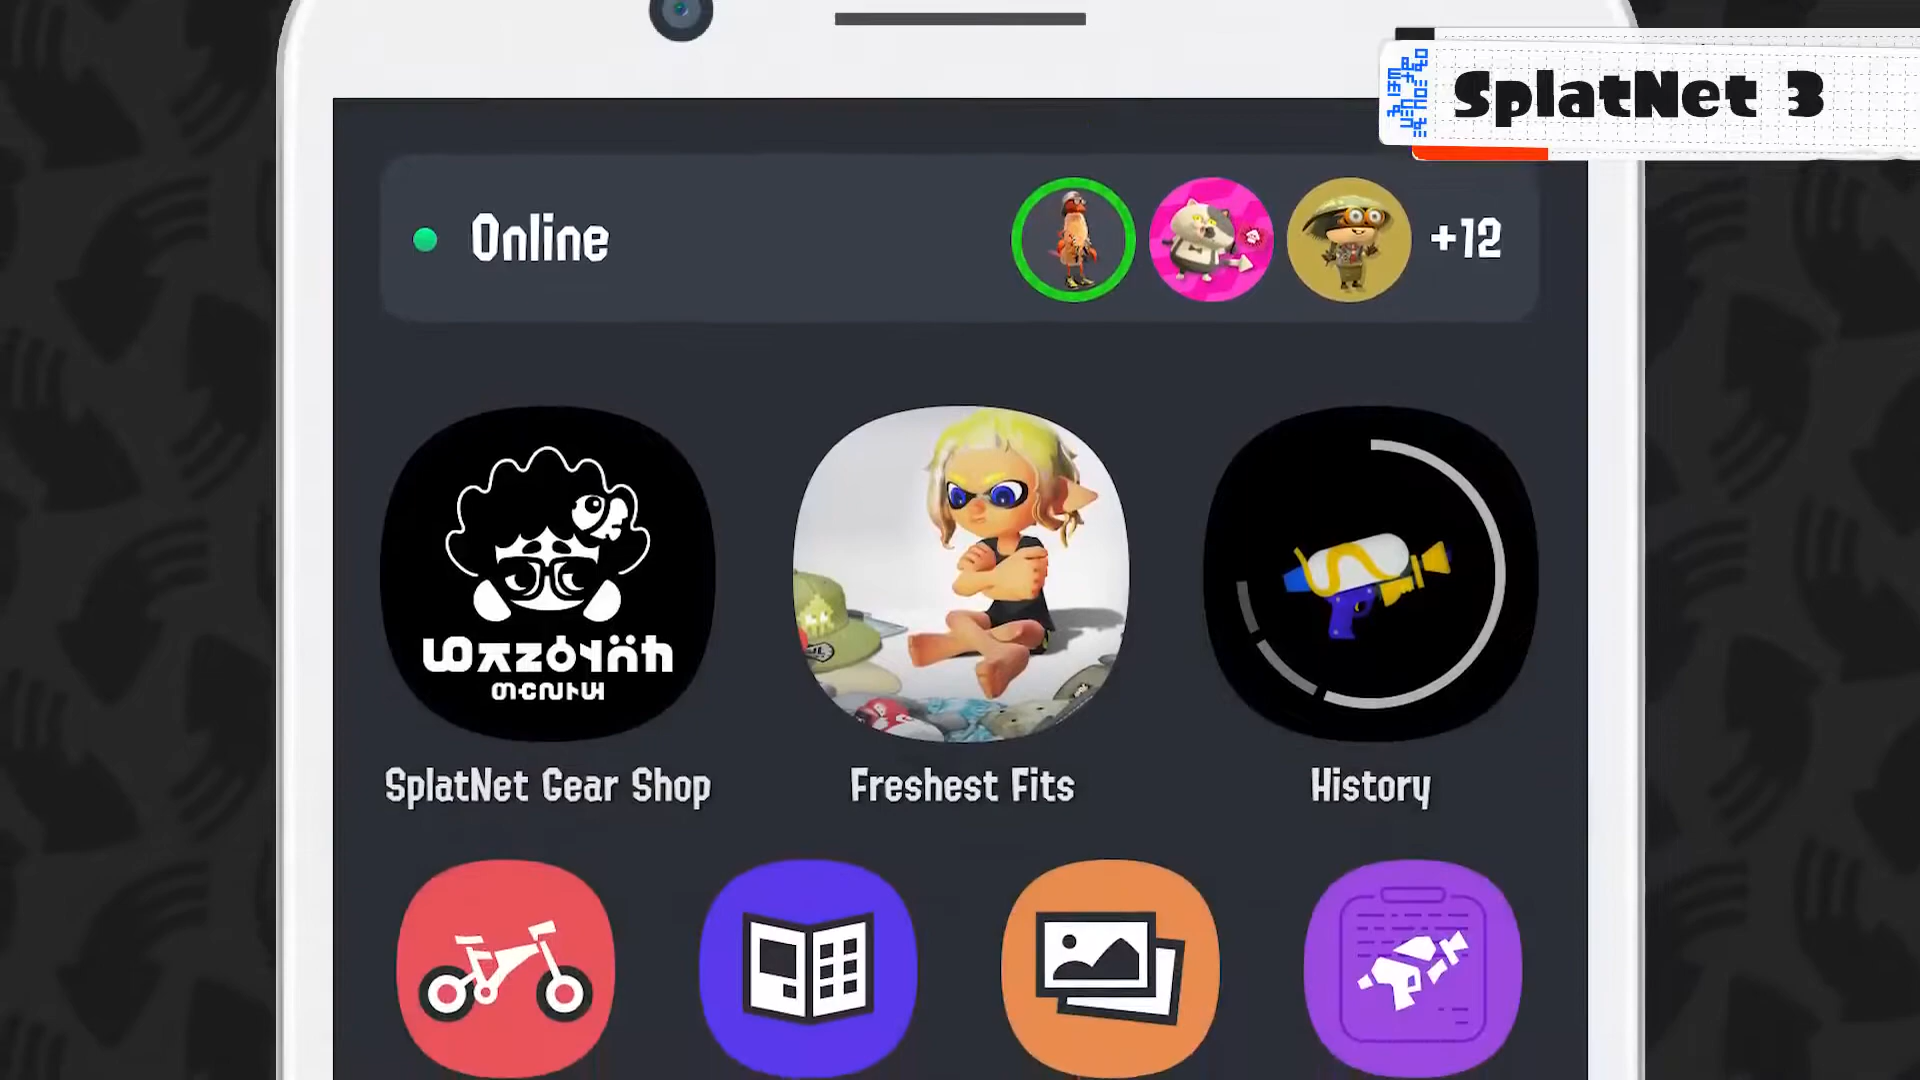 SplatNet 3
Online
+12
SplatNet Gear Shop
Freshest Fits
History